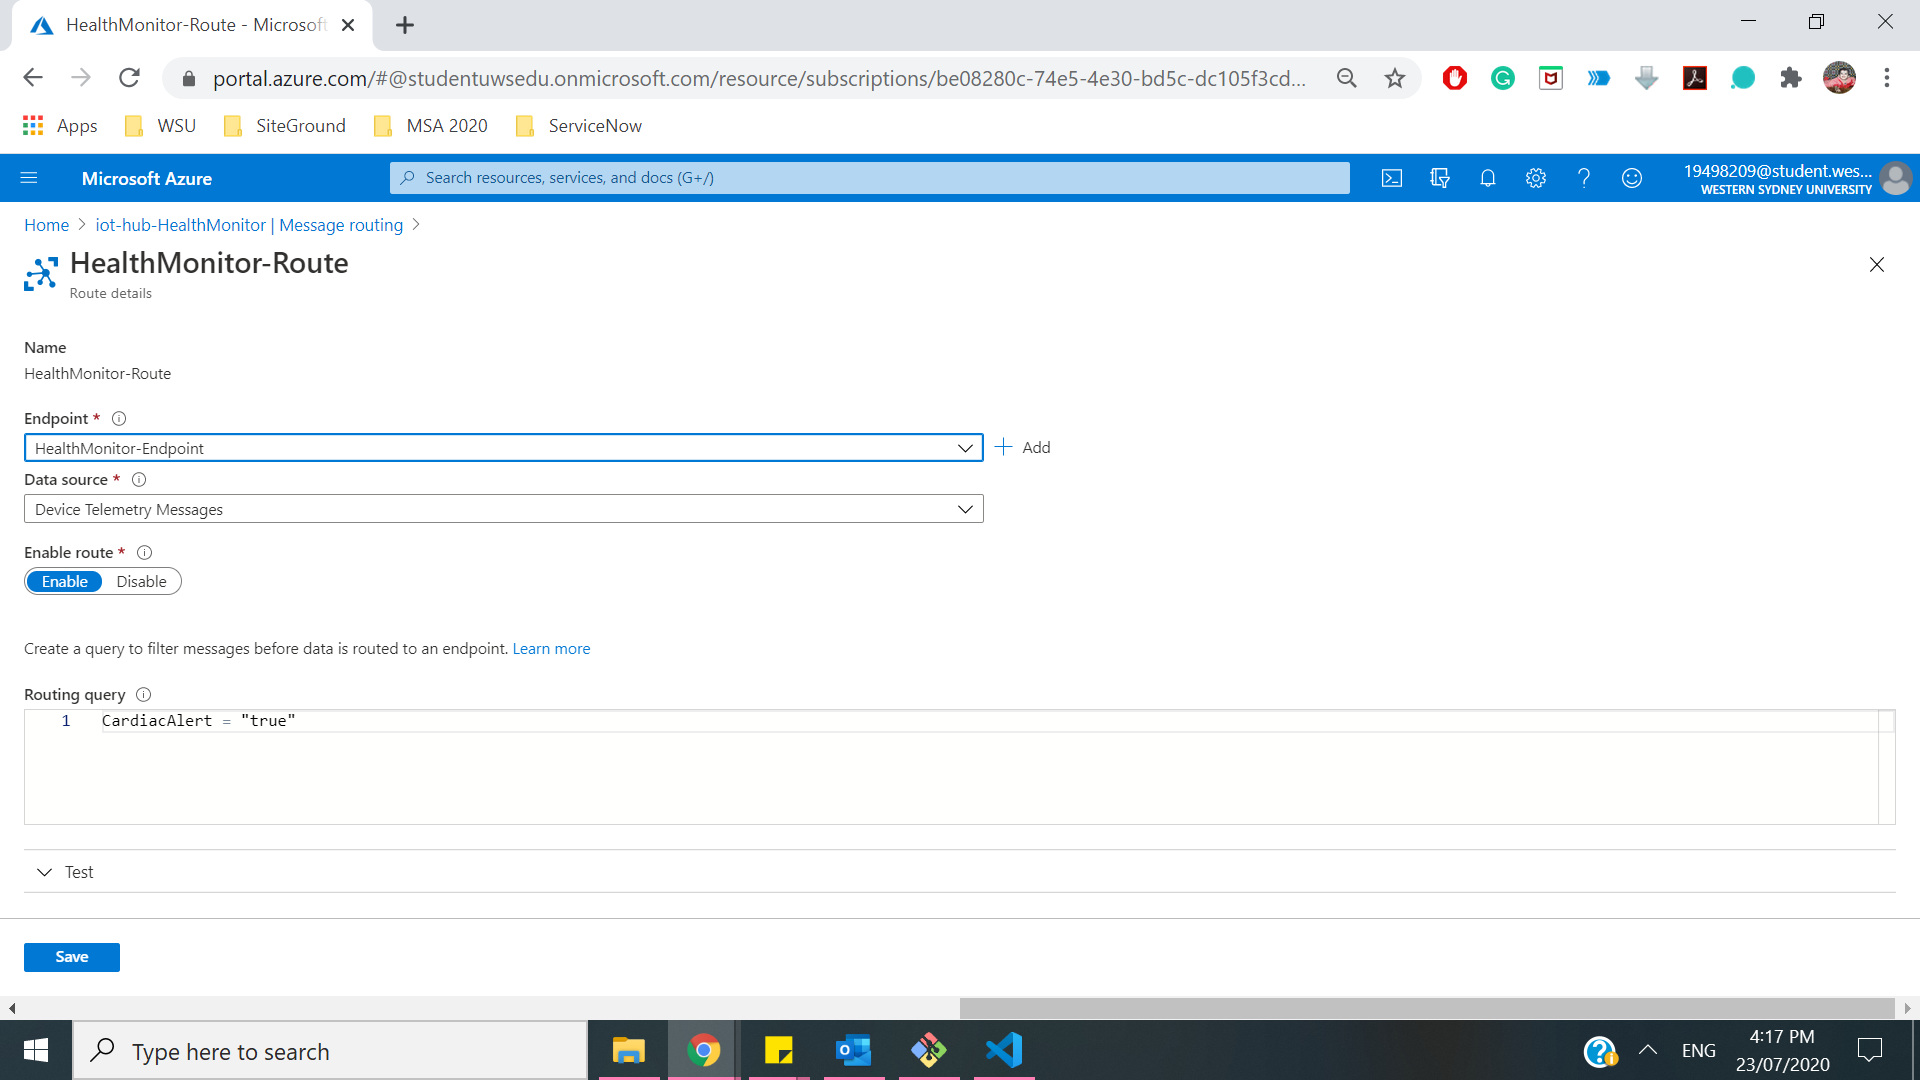 HealthMonitor-Route - Microsoft
portal.azure.com/#@studentuwsedu.onmicrosoft.com/resource/subscriptions/be08280c-74e5-4e30-bd5c-dc105f3cd...
Apps WSU SiteGround MSA 2020 ServiceNow
Microsoft Azure
Search resources, services, and docs (G+/)
19498209@student.wes...
WESTERN SYDNEY UNIVERSITY
Home > iot-hub-HealthMonitor | Message routing >
HealthMonitor-Route
Route details
Name
HealthMonitor-Route
Endpoint *
HealthMonitor-Endpoint
Add
Data source *
Device Telemetry Messages
Enable route *
Enable Disable
Create a query to filter messages before data is routed to an endpoint. Learn more
Routing query
1 CardiacAlert = "true"
Test
Save
Type here to search
ENG
4:17 PM
23/07/2020